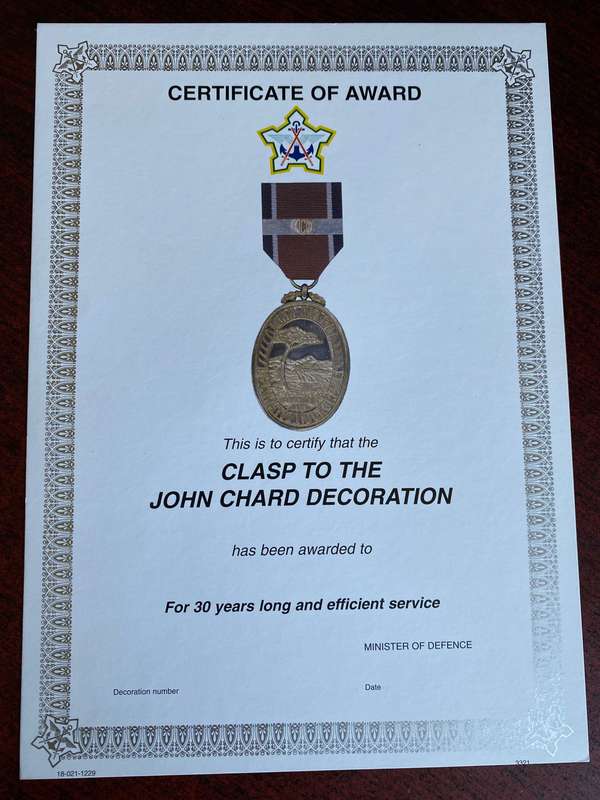 CERTIFICATE OF AWARD
This is to certify that the
CLASP TO THE
JOHN CHARD DECORATION
has been awarded to
For 30 years long and efficient service
MINISTER OF DEFENCE
Decoration number
Date
18-021-1229
3321